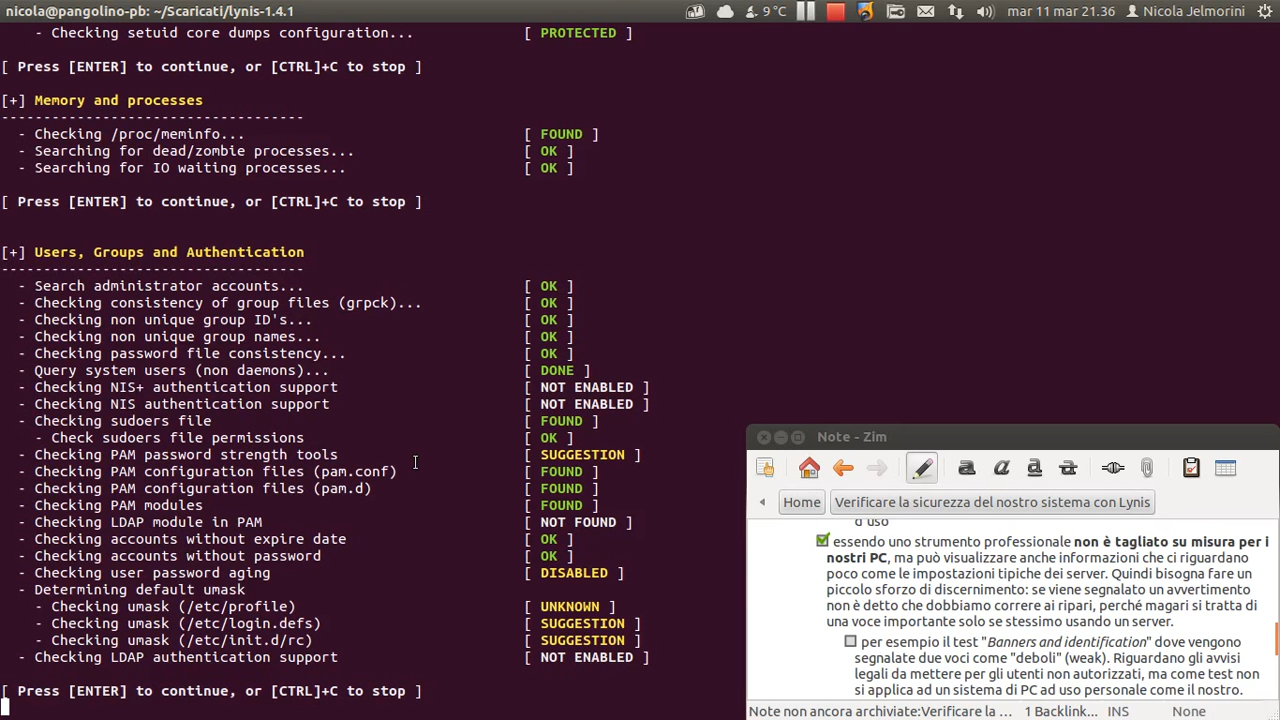 nicola@pangolino-pb: ~/Scaricati/lynis-1.4.1
9 °C
mar 11 mar 21.36
Nicola Jelmorini
- Checking setuid core dumps configuration... [ PROTECTED ]
[ Press [ENTER] to continue, or [CTRL]+C to stop ]
[+] Memory and processes
------------------------------------
- Checking /proc/meminfo... [ FOUND ]
- Searching for dead/zombie processes... [ OK ]
- Searching for IO waiting processes... [ OK ]
[ Press [ENTER] to continue, or [CTRL]+C to stop ]
[+] Users, Groups and Authentication
------------------------------------
- Search administrator accounts... [ OK ]
- Checking consistency of group files (grpck)... [ OK ]
- Checking non unique group ID's... [ OK ]
- Checking non unique group names... [ OK ]
- Checking password file consistency... [ OK ]
- Query system users (non daemons)... [ DONE ]
- Checking NIS+ authentication support [ NOT ENABLED ]
- Checking NIS authentication support [ NOT ENABLED ]
- Checking sudoers file [ FOUND ]
- Check sudoers file permissions [ OK ]
- Checking PAM password strength tools [ SUGGESTION ]
- Checking PAM configuration files (pam.conf) [ FOUND ]
- Checking PAM configuration files (pam.d) [ FOUND ]
- Checking PAM modules [ FOUND ]
- Checking LDAP module in PAM [ NOT FOUND ]
- Checking accounts without expire date [ OK ]
- Checking accounts without password [ OK ]
- Checking user password aging [ DISABLED ]
- Determining default umask
- Checking umask (/etc/profile) [ UNKNOWN ]
- Checking umask (/etc/login.defs) [ SUGGESTION ]
- Checking umask (/etc/init.d/rc) [ SUGGESTION ]
- Checking LDAP authentication support [ NOT ENABLED ]
[ Press [ENTER] to continue, or [CTRL]+C to stop ]
Note - Zim
Home
Verificare la sicurezza del nostro sistema con Lynis
d'uso
essendo uno strumento professionale non è tagliato su misura per i
nostri PC, ma può visualizzare anche informazioni che ci riguardano
poco come le impostazioni tipiche dei server. Quindi bisogna fare un
piccolo sforzo di discernimento: se viene segnalato un avvertimento
non è detto che dobbiamo correre ai ripari, perché magari si tratta di
una voce importante solo se stessimo usando un server.
per esempio il test "Banners and identification" dove vengono
segnalate due voci come "deboli" (weak). Riguardano gli avvisi
legali da mettere per gli utenti non autorizzati, ma come test non
si applica ad un sistema di PC ad uso personale come il nostro.
Note non ancora archiviate:Verificare la ...
1 Backlink...
INS
None